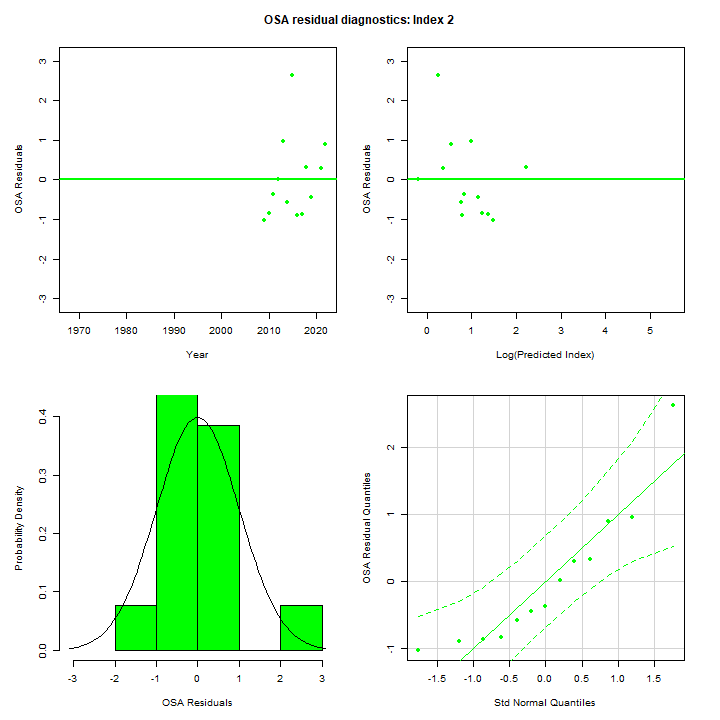 OSA residual diagnostics: Index 2
OSA Residuals
3
2
1
0
-1
-2
-3
1970 1980 1990 2000 2010 2020
Year
OSA Residuals
3
2
1
0
-1
-2
-3
0 1 2 3 4 5
Log(Predicted Index)
Probability Density
0.4
0.3
0.2
0.1
0.0
-3 -2 -1 0 1 2 3
OSA Residuals
OSA Residual Quantiles
2
1
0
-1
-1.5 -1.0 -0.5 0.0 0.5 1.0 1.5
Std Normal Quantiles